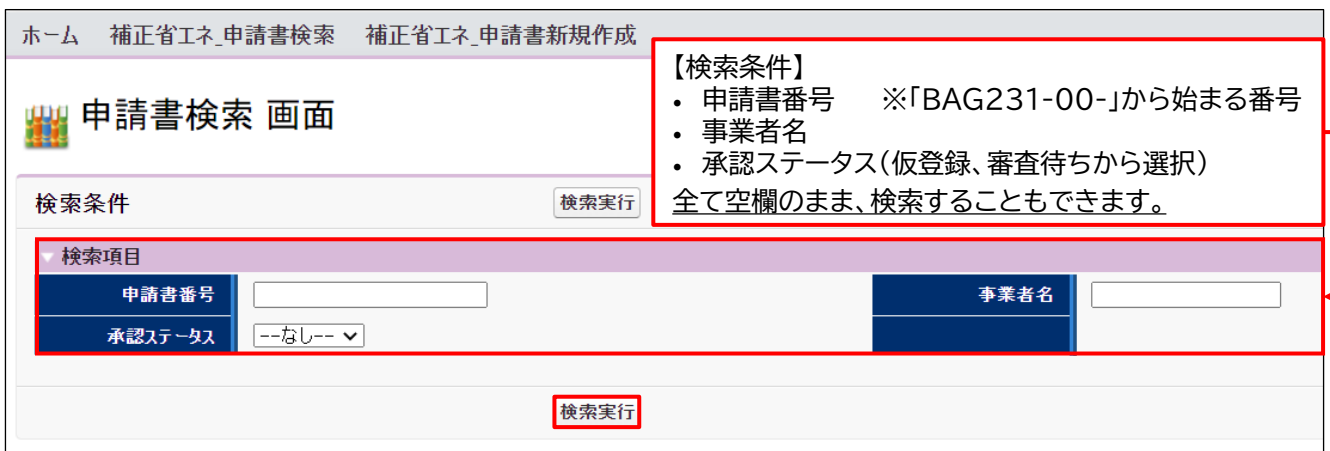 ホーム 補正省エネ_申請書検索 補正省エネ_申請書新規作成
【検索条件】
• 申請書番号 ※「BAG231-00-」から始まる番号
• 事業者名
• 承認ステータス(仮登録、審査待ちから選択)
全て空欄のまま、検索することもできます。
申請書検索 画面
検索条件 検索実行
検索項目
申請書番号 事業者名
承認ステータス --なし--
検索実行